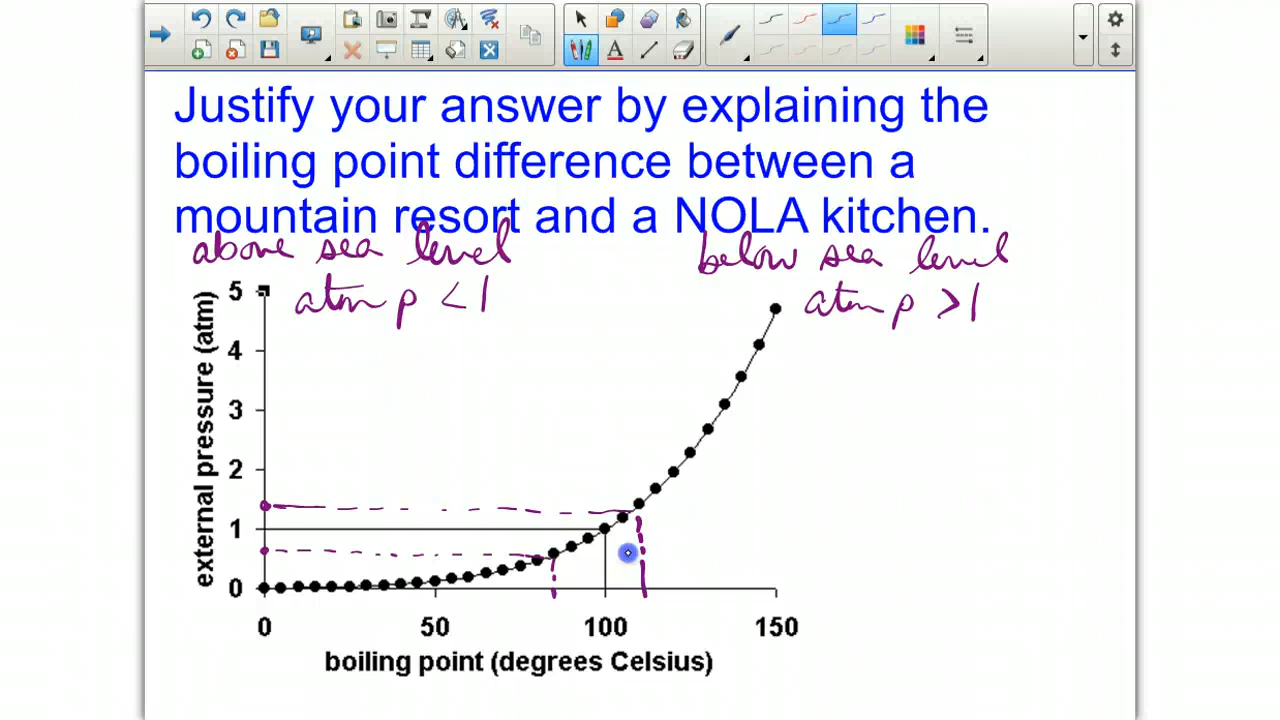 Justify your answer by explaining the
boiling point difference between a
mountain resort and a NOLA kitchen.
above sea level
below sea level
atm p < 1
atm p > 1
external pressure (atm)
5
4
3
2
1
0
0 50 100 150
boiling point (degrees Celsius)